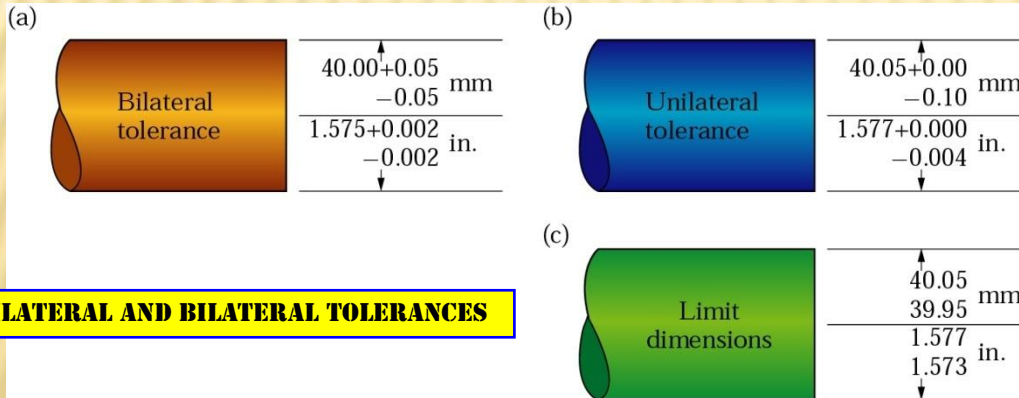 (a)
Bilateral
tolerance
40.00+0.05
−0.05
mm
1.575+0.002
−0.002
in.
(b)
Unilateral
tolerance
40.05+0.00
−0.10
mm
1.577+0.000
−0.004
in.
(c)
Limit
dimensions
40.05
39.95
mm
1.577
1.573
in.
LATERAL AND BILATERAL TOLERANCES